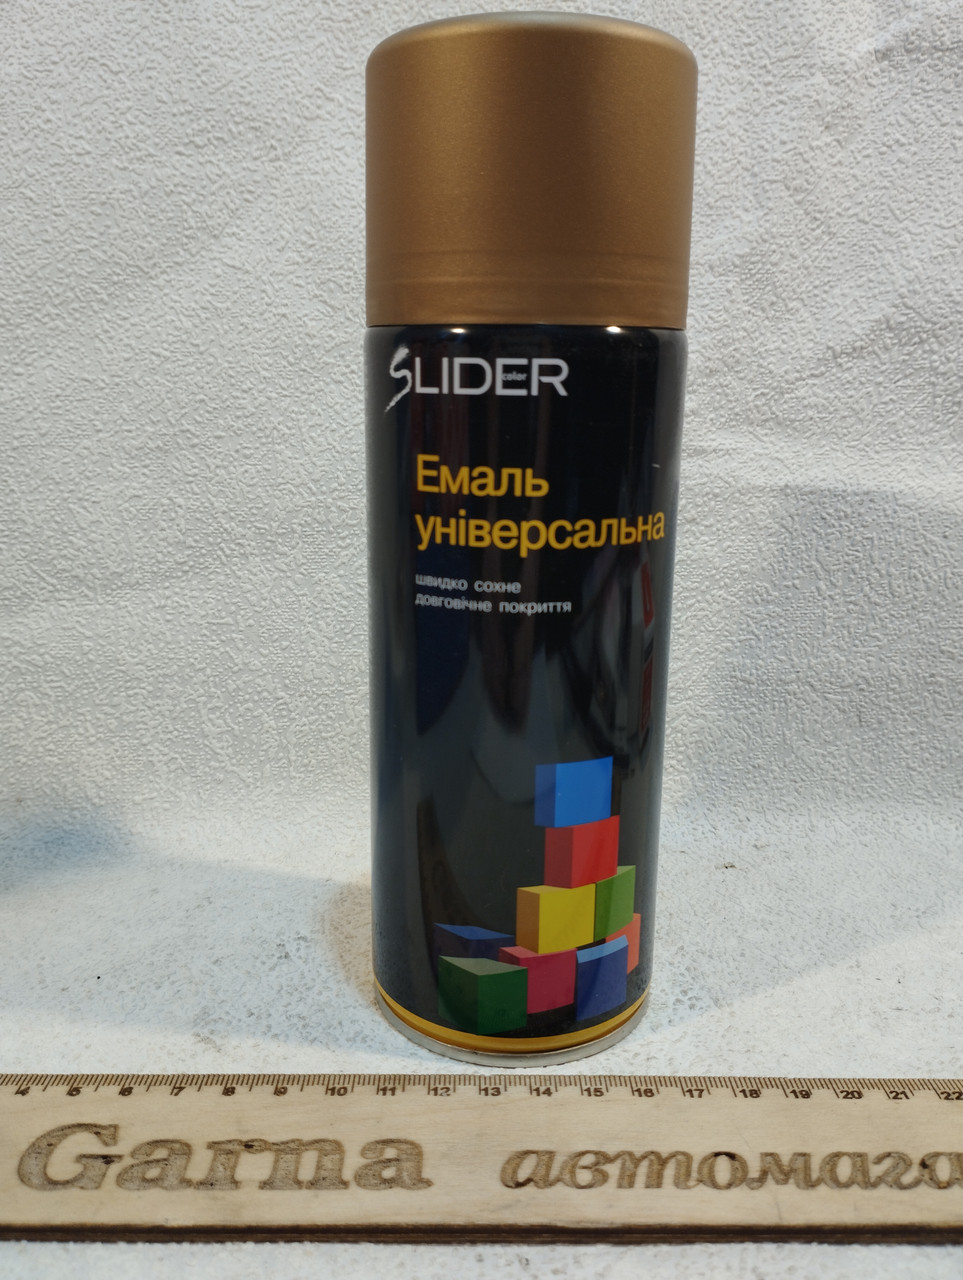 SLIDER
color
Емаль
універсальна
швидко сохне
довговічне покриття
4 5 6 7 8 9 10 11 12 13 14 15 16 17 18 19 20 21 22
Garna автомага